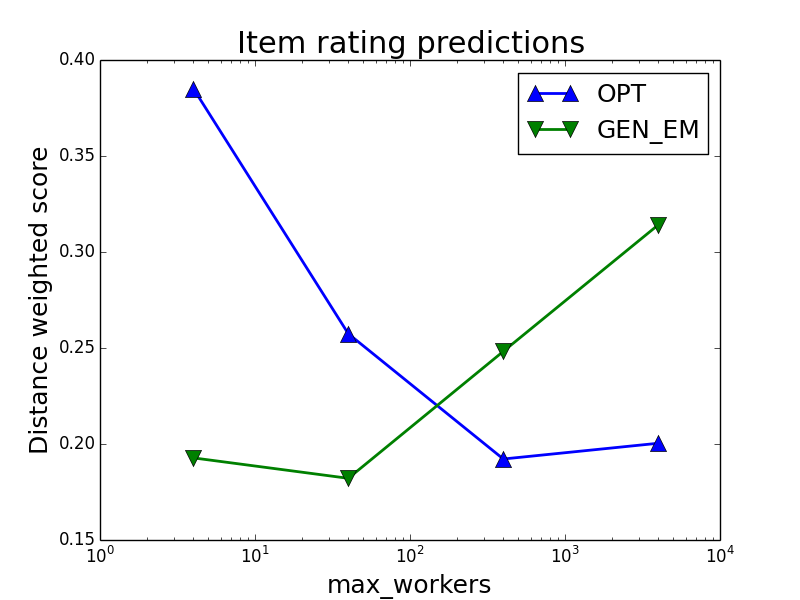 Item rating predictions
OPT
GEN_EM
Distance weighted score
0.40
0.35
0.30
0.25
0.20
0.15
10^0 10^1 10^2 10^3 10^4
max_workers